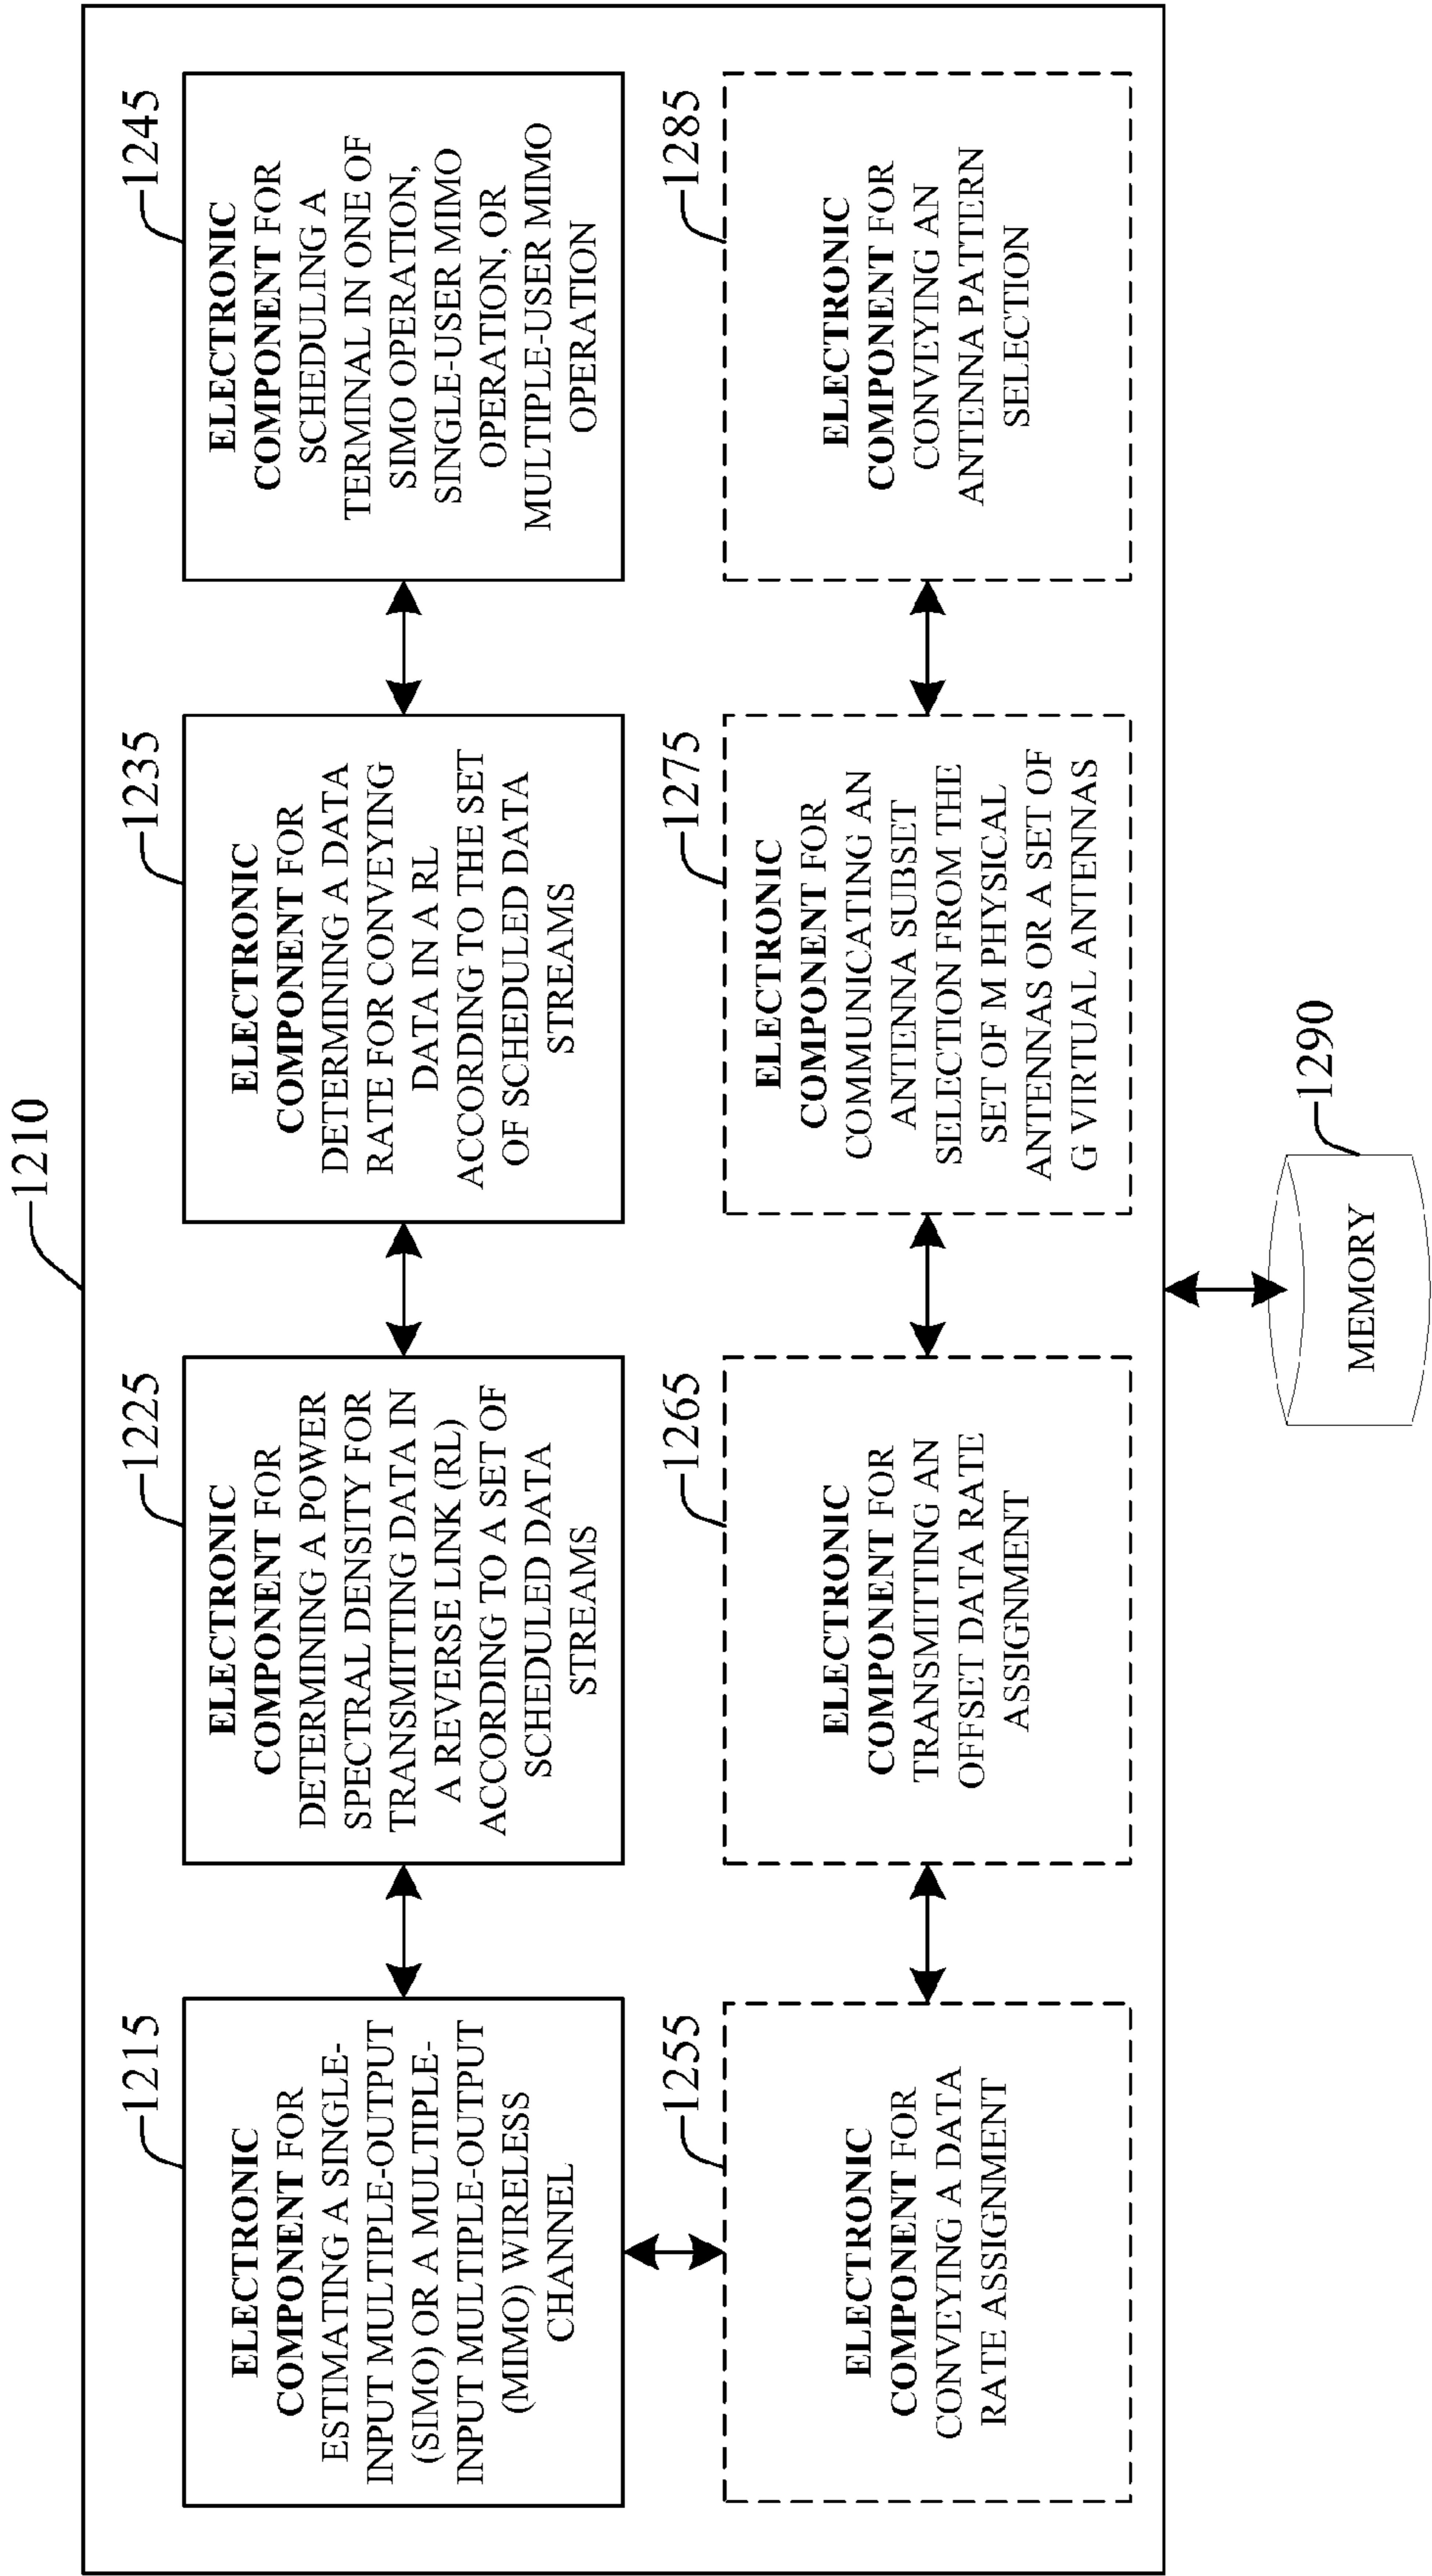 1210
1215
ELECTRONIC
COMPONENT FOR
ESTIMATING A SINGLE-
INPUT MULTIPLE-OUTPUT
(SIMO) OR A MULTIPLE-
INPUT MULTIPLE-OUTPUT
(MIMO) WIRELESS
CHANNEL
1225
ELECTRONIC
COMPONENT FOR
DETERMINING A POWER
SPECTRAL DENSITY FOR
TRANSMITTING DATA IN
A REVERSE LINK (RL)
ACCORDING TO A SET OF
SCHEDULED DATA
STREAMS
1235
ELECTRONIC
COMPONENT FOR
DETERMINING A DATA
RATE FOR CONVEYING
DATA IN A RL
ACCORDING TO THE SET
OF SCHEDULED DATA
STREAMS
1245
ELECTRONIC
COMPONENT FOR
SCHEDULING A
TERMINAL IN ONE OF
SIMO OPERATION,
SINGLE-USER MIMO
OPERATION, OR
MULTIPLE-USER MIMO
OPERATION
1255
ELECTRONIC
COMPONENT FOR
CONVEYING A DATA
RATE ASSIGNMENT
1265
ELECTRONIC
COMPONENT FOR
TRANSMITTING AN
OFFSET DATA RATE
ASSIGNMENT
1275
ELECTRONIC
COMPONENT FOR
COMMUNICATING AN
ANTENNA SUBSET
SELECTION FROM THE
SET OF M PHYSICAL
ANTENNAS OR A SET OF
G VIRTUAL ANTENNAS
1285
ELECTRONIC
COMPONENT FOR
CONVEYING AN
ANTENNA PATTERN
SELECTION
1290
MEMORY